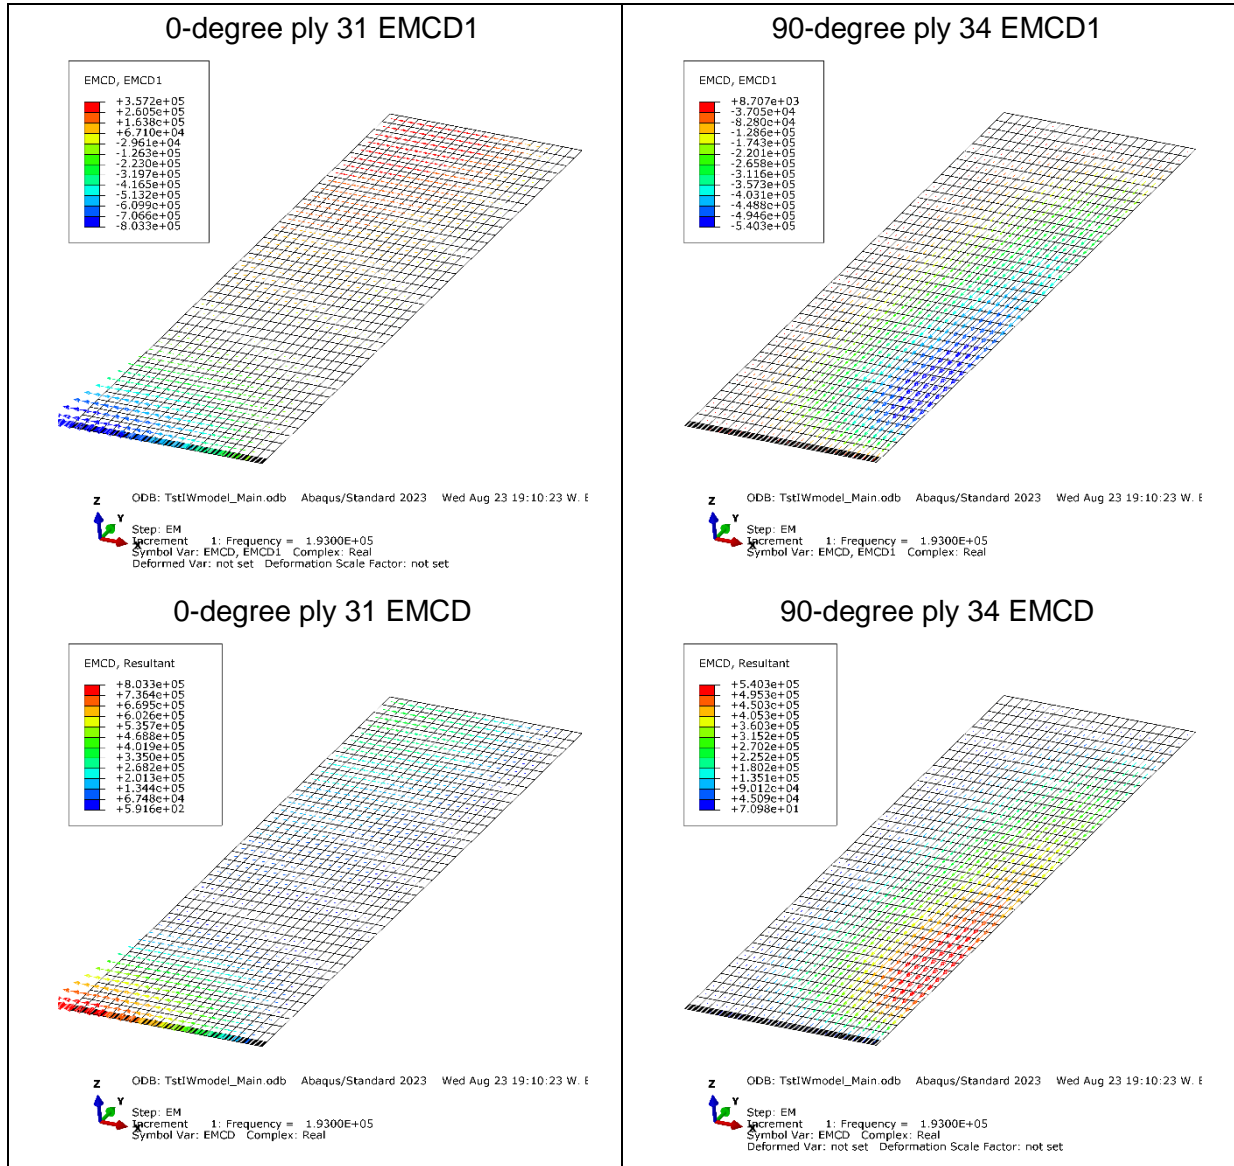 0-degree ply 31 EMCD1
EMCD, EMCD1
+3.572e+05
+2.605e+05
+1.638e+05
+6.710e+04
-2.961e+04
-1.263e+05
-2.230e+05
-3.197e+05
-4.165e+05
-5.132e+05
-6.099e+05
-7.066e+05
-8.033e+05
Z
Y
X
ODB: TstIWmodel_Main.odb Abaqus/Standard 2023 Wed Aug 23 19:10:23 W. E
Step: EM
Increment 1: Frequency = 1.9300E+05
Symbol Var: EMCD, EMCD1 Complex: Real
Deformed Var: not set Deformation Scale Factor: not set
90-degree ply 34 EMCD1
EMCD, EMCD1
+8.707e+03
-3.705e+04
-8.280e+04
-1.286e+05
-1.743e+05
-2.201e+05
-2.658e+05
-3.116e+05
-3.573e+05
-4.031e+05
-4.488e+05
-4.946e+05
-5.403e+05
Z
Y
X
ODB: TstIWmodel_Main.odb Abaqus/Standard 2023 Wed Aug 23 19:10:23 W. E
Step: EM
Increment 1: Frequency = 1.9300E+05
Symbol Var: EMCD, EMCD1 Complex: Real
0-degree ply 31 EMCD
EMCD, Resultant
+8.033e+05
+7.364e+05
+6.695e+05
+6.026e+05
+5.357e+05
+4.688e+05
+4.019e+05
+3.350e+05
+2.682e+05
+2.013e+05
+1.344e+05
+6.748e+04
+5.916e+02
Z
Y
X
ODB: TstIWmodel_Main.odb Abaqus/Standard 2023 Wed Aug 23 19:10:23 W. E
Step: EM
Increment 1: Frequency = 1.9300E+05
Symbol Var: EMCD Complex: Real
Deformed Var: not set Deformation Scale Factor: not set
90-degree ply 34 EMCD
EMCD, Resultant
+5.403e+05
+4.953e+05
+4.503e+05
+4.053e+05
+3.603e+05
+3.152e+05
+2.702e+05
+2.252e+05
+1.802e+05
+1.351e+05
+9.012e+04
+4.509e+04
+7.098e+01
Z
Y
X
ODB: TstIWmodel_Main.odb Abaqus/Standard 2023 Wed Aug 23 19:10:23 W. E
Step: EM
Increment 1: Frequency = 1.9300E+05
Symbol Var: EMCD Complex: Real
Deformed Var: not set Deformation Scale Factor: not set